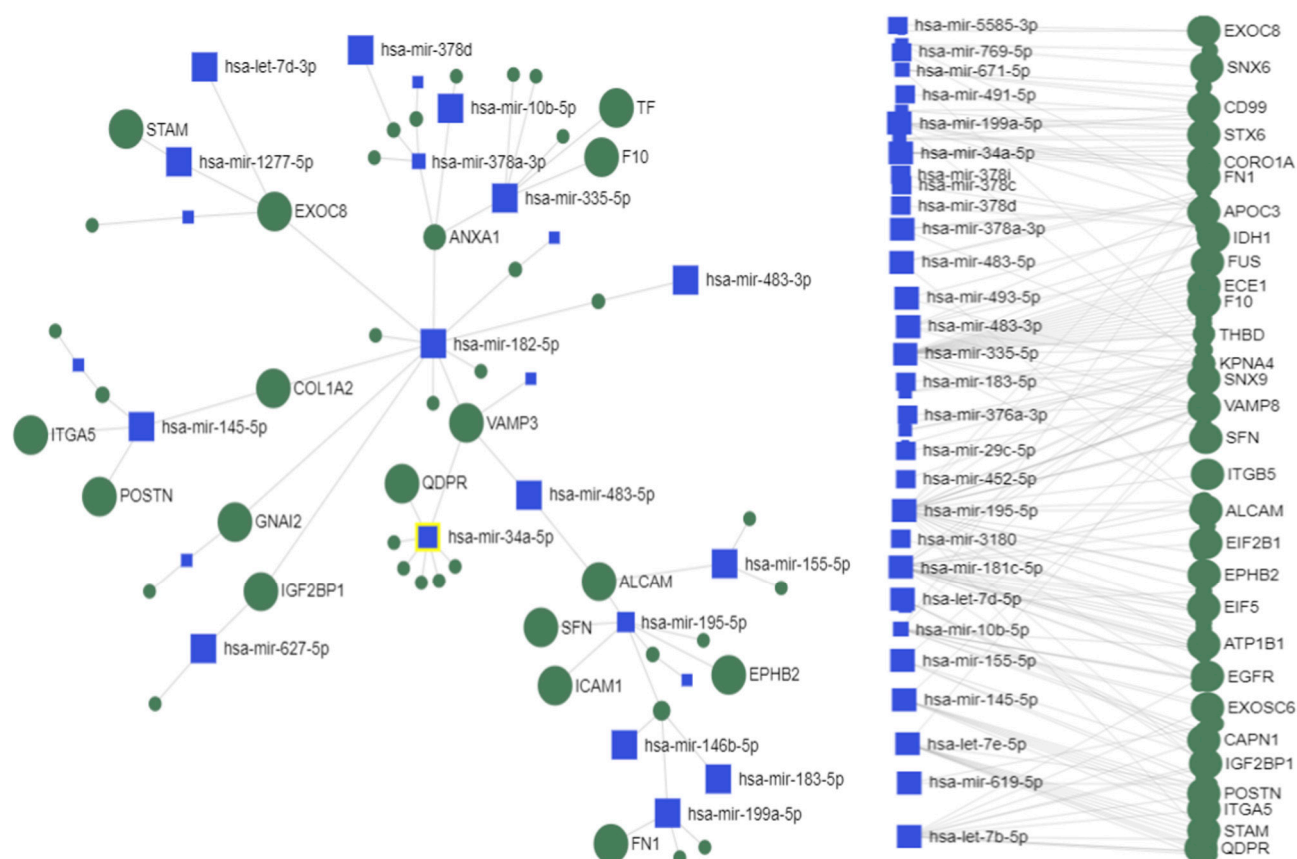 hsa-let-7d-3p
hsa-mir-378d
STAM
hsa-mir-10b-5p
TF
hsa-mir-1277-5p
hsa-mir-378a-3p
F10
hsa-mir-335-5p
EXOC8
ANXA1
hsa-mir-483-3p
hsa-mir-182-5p
COL1A2
ITGA5
hsa-mir-145-5p
VAMP3
POSTN
QDPR
hsa-mir-483-5p
GNAI2
hsa-mir-34a-5p
hsa-mir-155-5p
IGF2BP1
ALCAM
hsa-mir-627-5p
SFN
hsa-mir-195-5p
ICAM1
EPHB2
hsa-mir-146b-5p
hsa-mir-183-5p
hsa-mir-199a-5p
FN1
hsa-mir-5585-3p
hsa-mir-769-5p
hsa-mir-671-5p
hsa-mir-491-5p
hsa-mir-199a-5p
hsa-mir-34a-5p
hsa-mir-378i
hsa-mir-378c
hsa-mir-378d
hsa-mir-378a-3p
hsa-mir-483-5p
hsa-mir-493-5p
hsa-mir-483-3p
hsa-mir-335-5p
hsa-mir-183-5p
hsa-mir-376a-3p
hsa-mir-29c-5p
hsa-mir-452-5p
hsa-mir-195-5p
hsa-mir-3180
hsa-mir-181c-5p
hsa-let-7d-5p
hsa-mir-10b-5p
hsa-mir-155-5p
hsa-mir-145-5p
hsa-let-7e-5p
hsa-mir-619-5p
hsa-let-7b-5p
EXOC8
SNX6
CD99
STX6
CORO1A
FN1
APOC3
IDH1
FUS
ECE1
F10
THBD
KPNA4
SNX9
VAMP8
SFN
ITGB5
ALCAM
EIF2B1
EPHB2
EIF5
ATP1B1
EGFR
EXOSC6
CAPN1
IGF2BP1
POSTN
ITGA5
STAM
QDPR